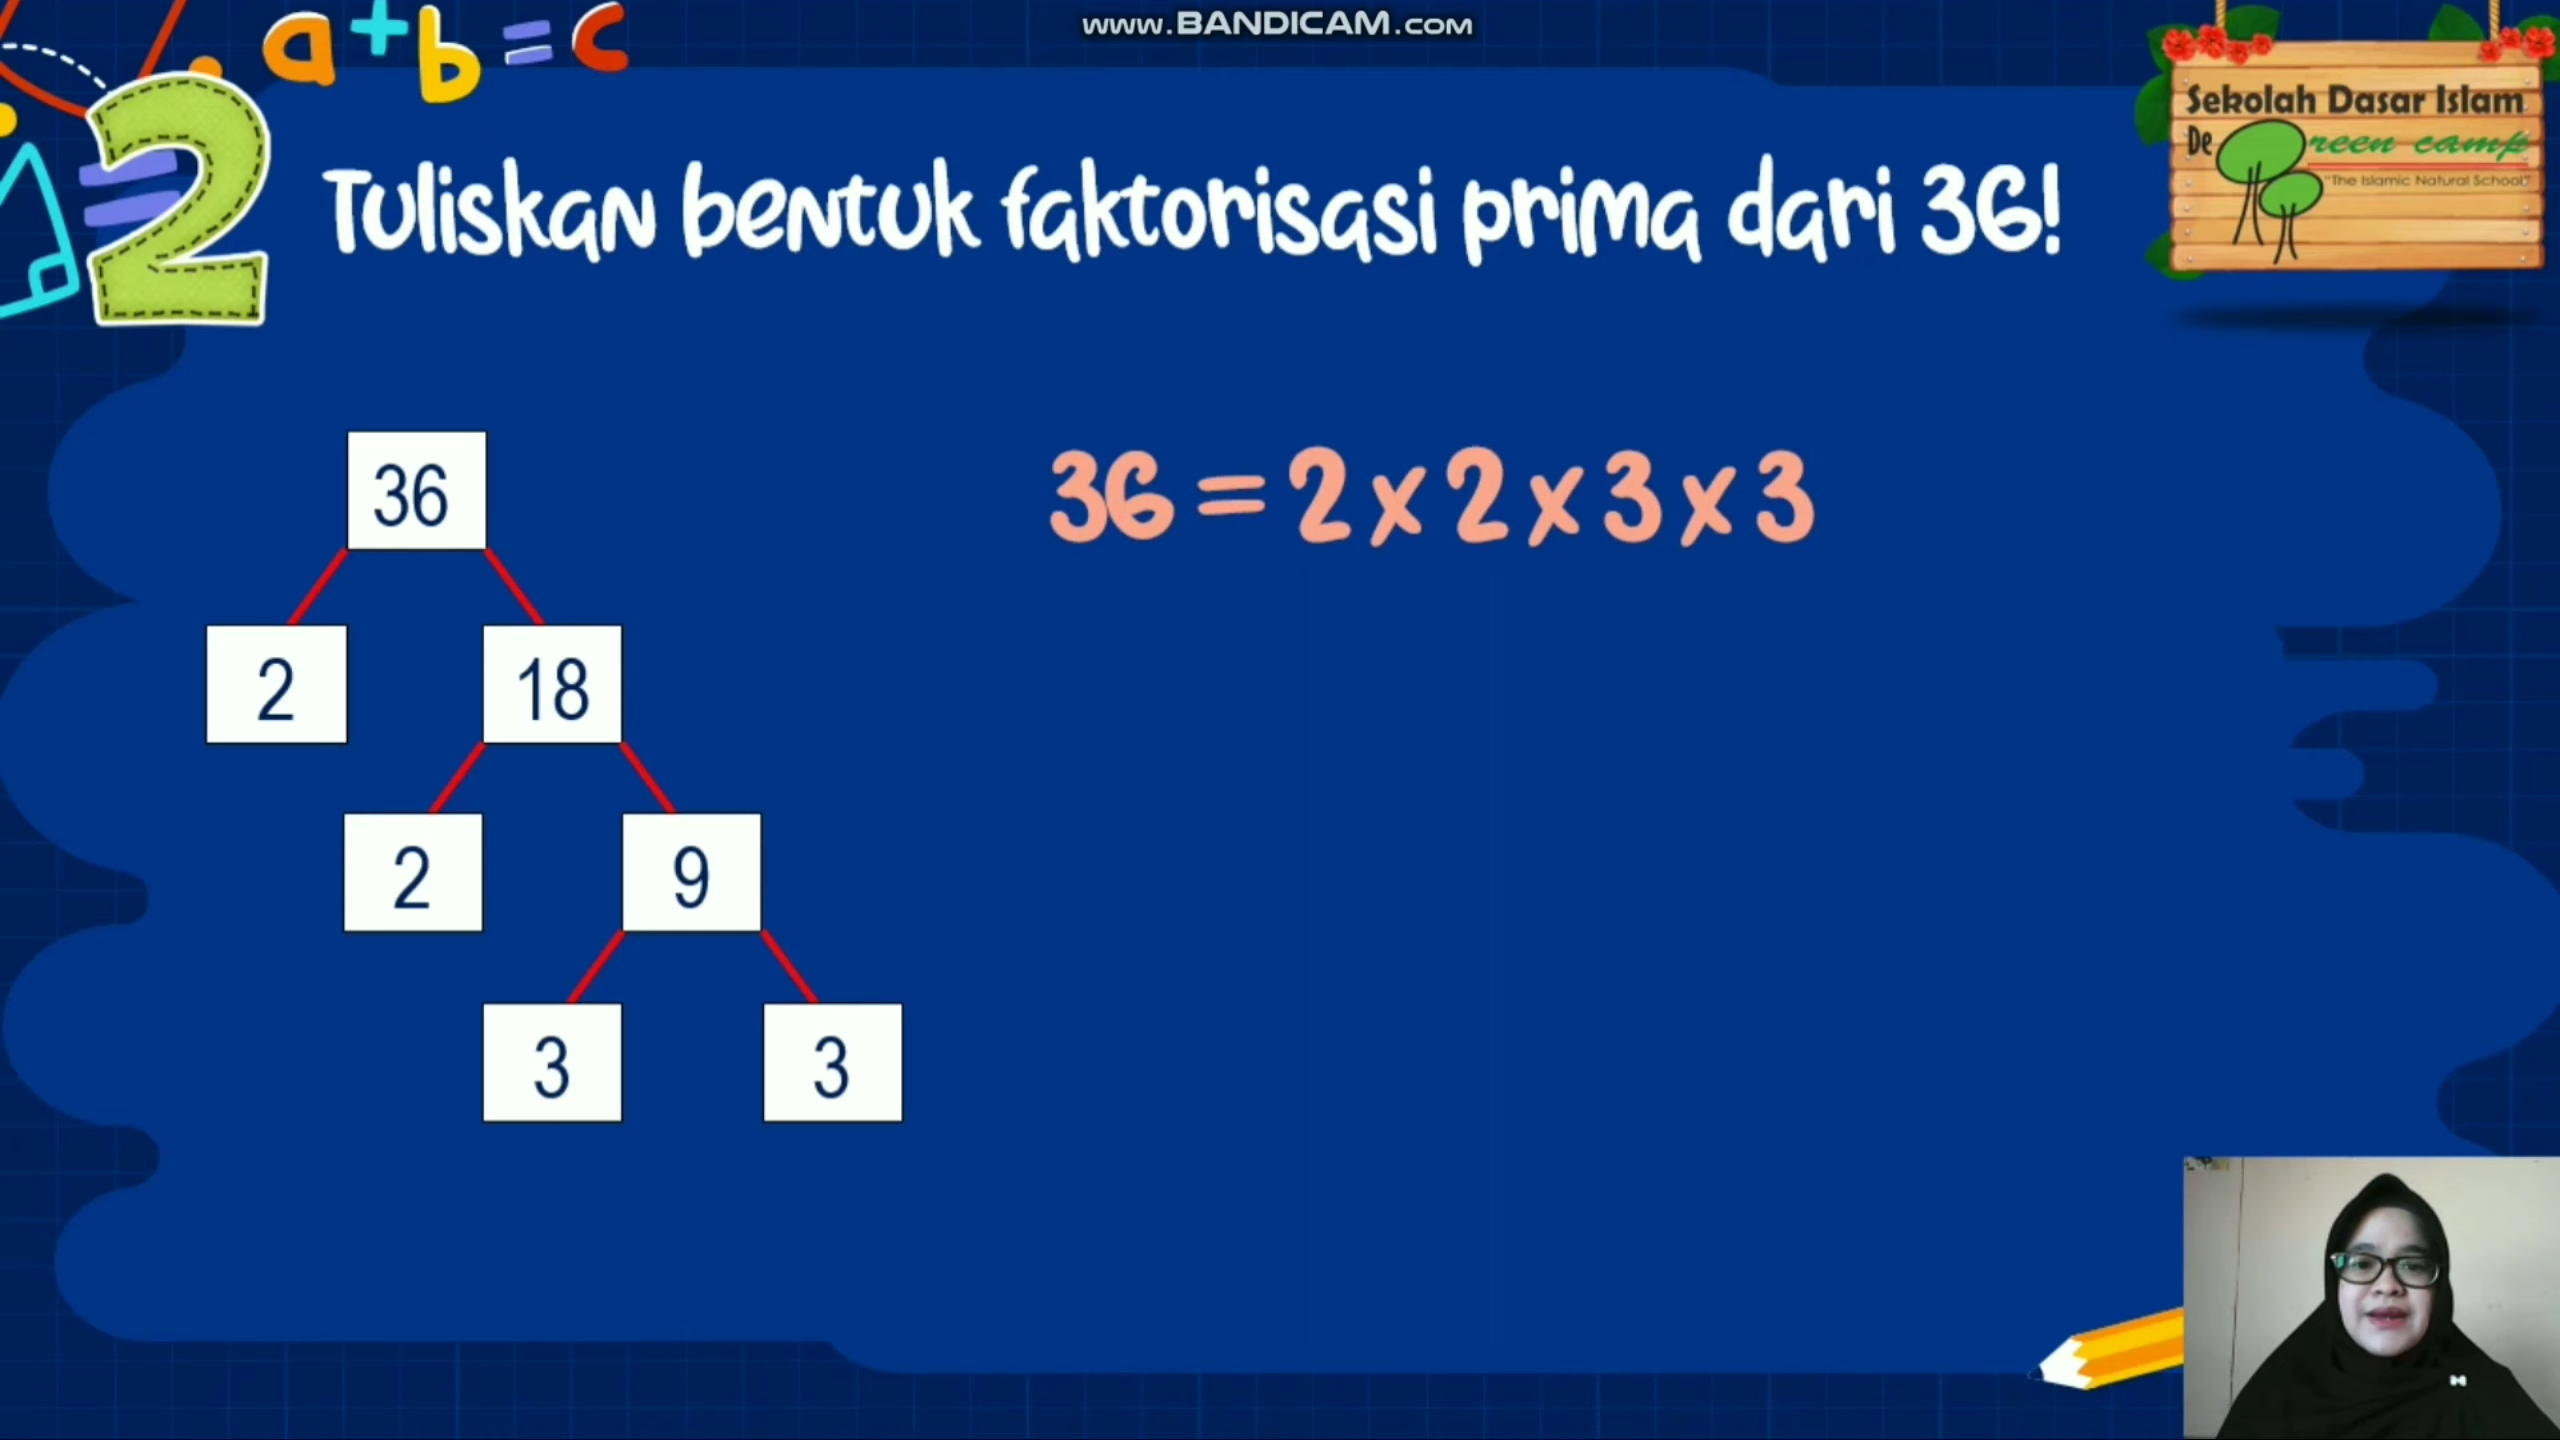 www.BANDICAM.com
a+b=c
Sekolah Dasar Islam
De Green camp
"The Islamic Natural School"
2
Tuliskan bentuk faktorisasi prima dari 36!
36
36 = 2 x 2 x 3 x 3
2 18
2 9
3 3